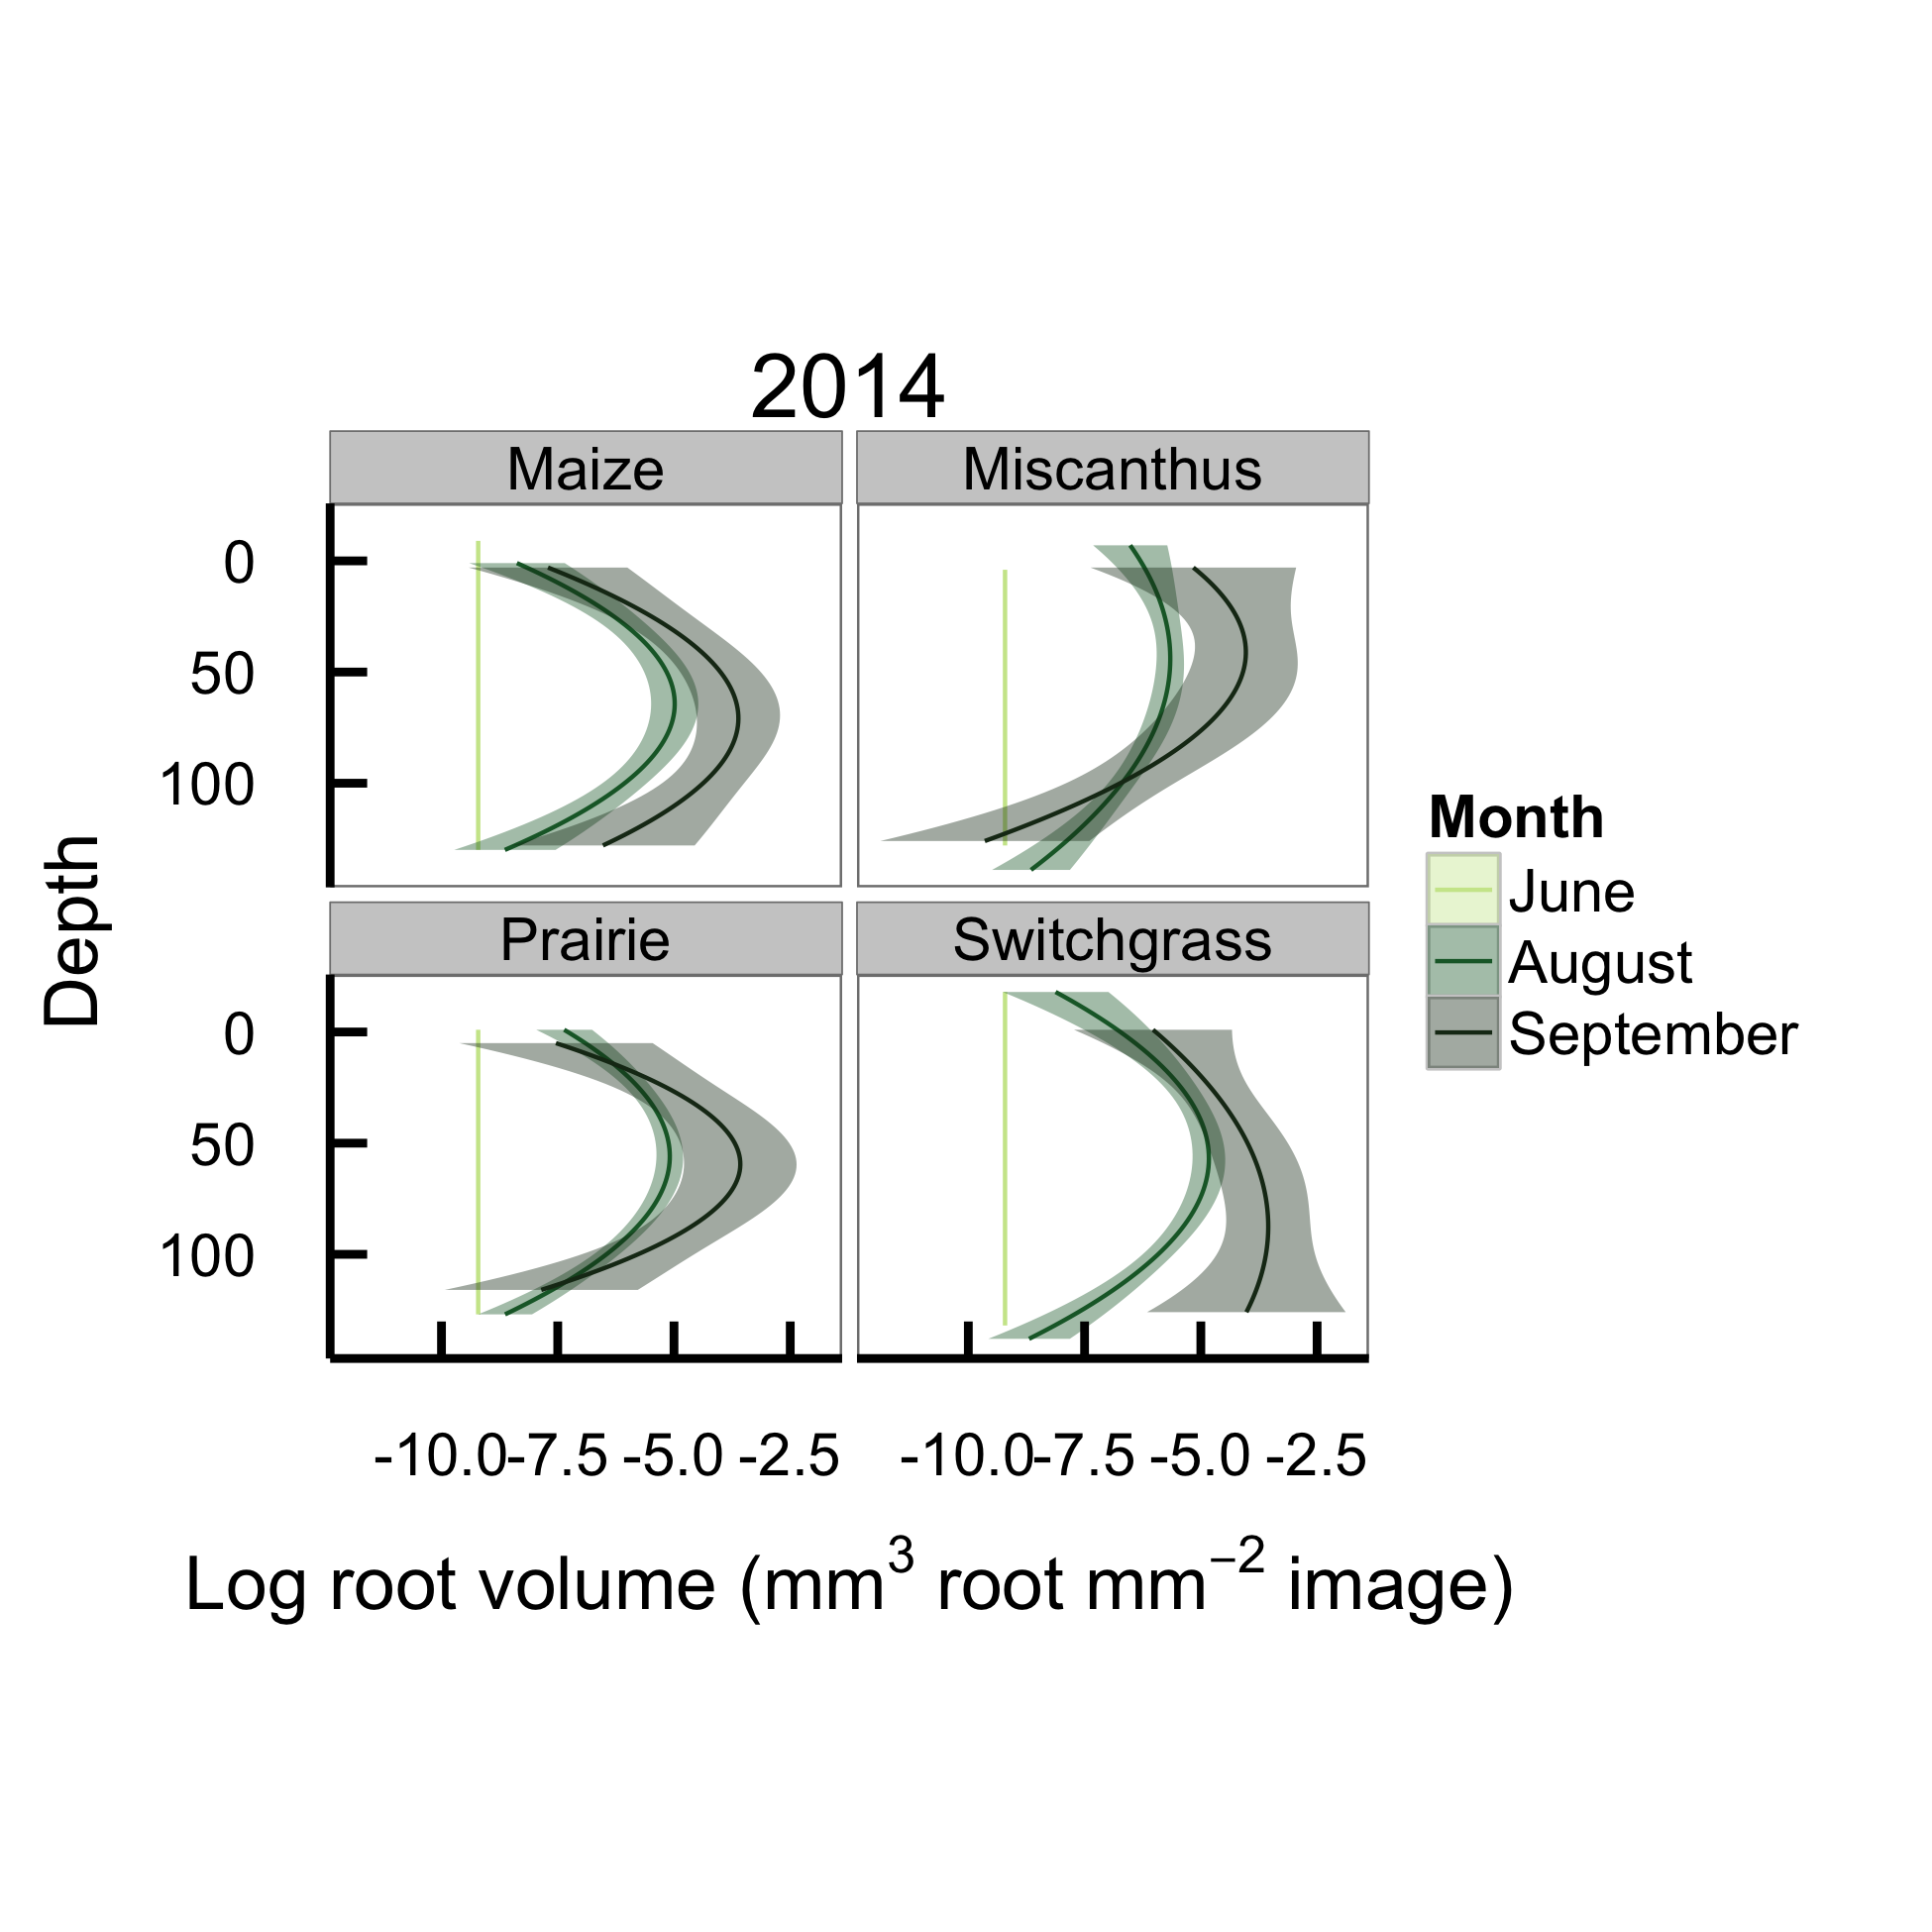 2014
Maize
Miscanthus
0
50
100
Depth
Prairie
Switchgrass
0
50
100
-10.0 -7.5 -5.0 -2.5
-10.0 -7.5 -5.0 -2.5
Log root volume (mm³ root mm⁻² image)
Month
June
August
September